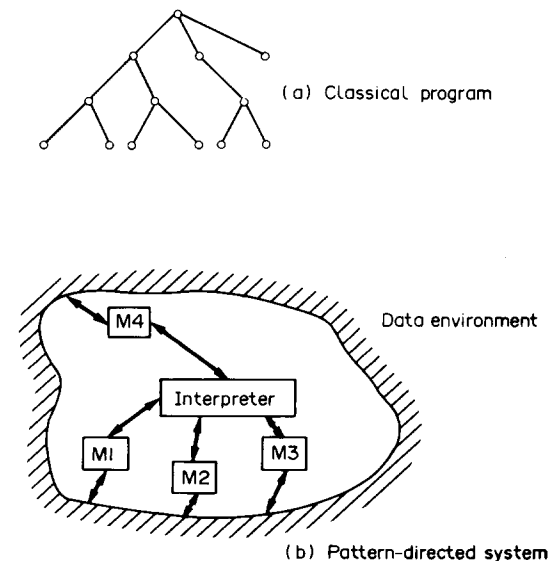 (a) Classical program
Data environment
M4
Interpreter
M1
M2
M3
(b) Pattern-directed system